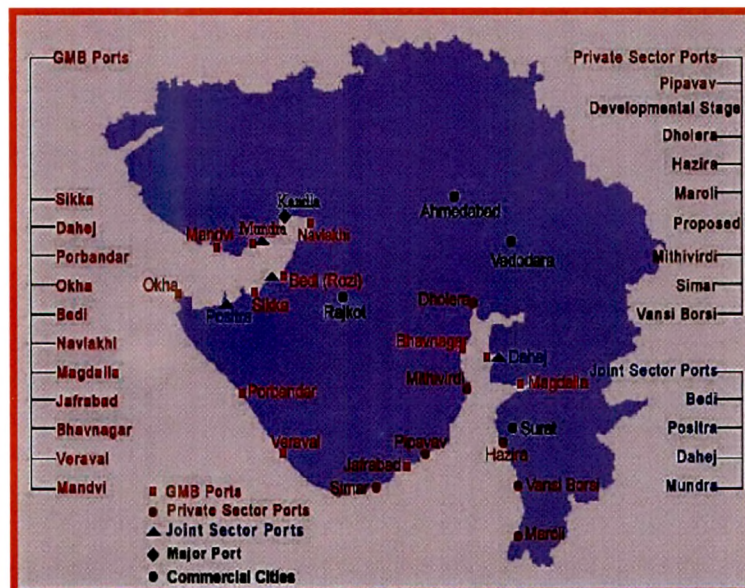 GMB Ports
Sikka
Dahej
Porbandar
Okha
Bedi
Navlakhi
Magdalla
Jafrabad
Bhavnagar
Veraval
Mandvi
Kandla
Mundra
Mandvi
Navlakhi
Bedi (Rozi)
Okha
Sikka
Poshtra
Rajkot
Ahmedabad
Vadodara
Dholera
Bhavnagar
Dahej
Mithivirdi
Magdalla
Porbandar
Veraval
Pipavav
Jafrabad
Simar
Surat
Hazira
Vansi Borsi
Maroli
GMB Ports
Private Sector Ports
Joint Sector Ports
Major Port
Commercial Cities
Private Sector Ports
Pipavav
Developmental Stage
Dholera
Hazira
Maroli
Proposed
Mithivirdi
Simar
Vansi Borsi
Joint Sector Ports
Bedi
Positra
Dahej
Mundra